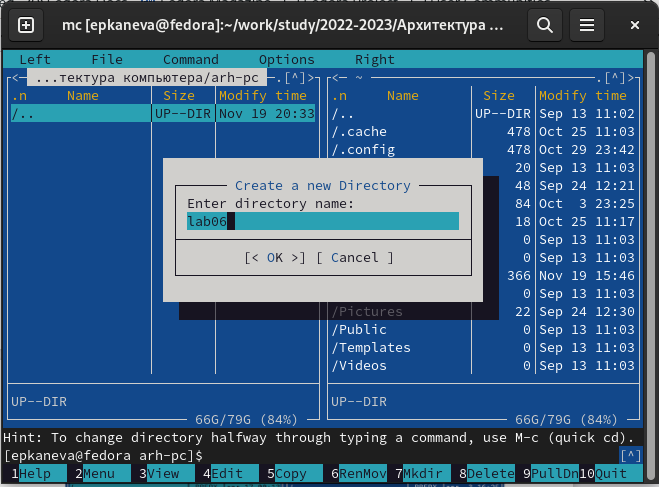 mc [epkaneva@fedora]:~/work/study/2022-2023/Архитектура ...
Left File Command Options Right
<— ...тектура компьютера/arh-pc —.[^]>
.n Name Size Modify time
/.. UP--DIR Nov 19 20:33
UP--DIR
66G/79G (84%)
<— ~ —.[^]>
.n Name Size Modify time
/.. UP--DIR Sep 13 11:02
/.cache 478 Oct 25 11:03
/.config 478 Oct 29 23:42
20 Sep 13 11:03
48 Sep 24 12:21
84 Oct 3 23:25
18 Oct 25 11:17
0 Sep 13 11:03
0 Sep 13 11:03
366 Nov 19 15:46
0 Sep 13 11:03
/Pictures 22 Sep 24 12:30
/Public 0 Sep 13 11:03
/Templates 0 Sep 13 11:03
/Videos 0 Sep 13 11:03
UP--DIR
66G/79G (84%)
Create a new Directory
Enter directory name:
lab06
[< OK >] [ Cancel ]
Hint: To change directory halfway through typing a command, use M-c (quick cd).
[epkaneva@fedora arh-pc]$ [^]
1Help 2Menu 3View 4Edit 5Copy 6RenMov 7Mkdir 8Delete 9PullDn 10Quit